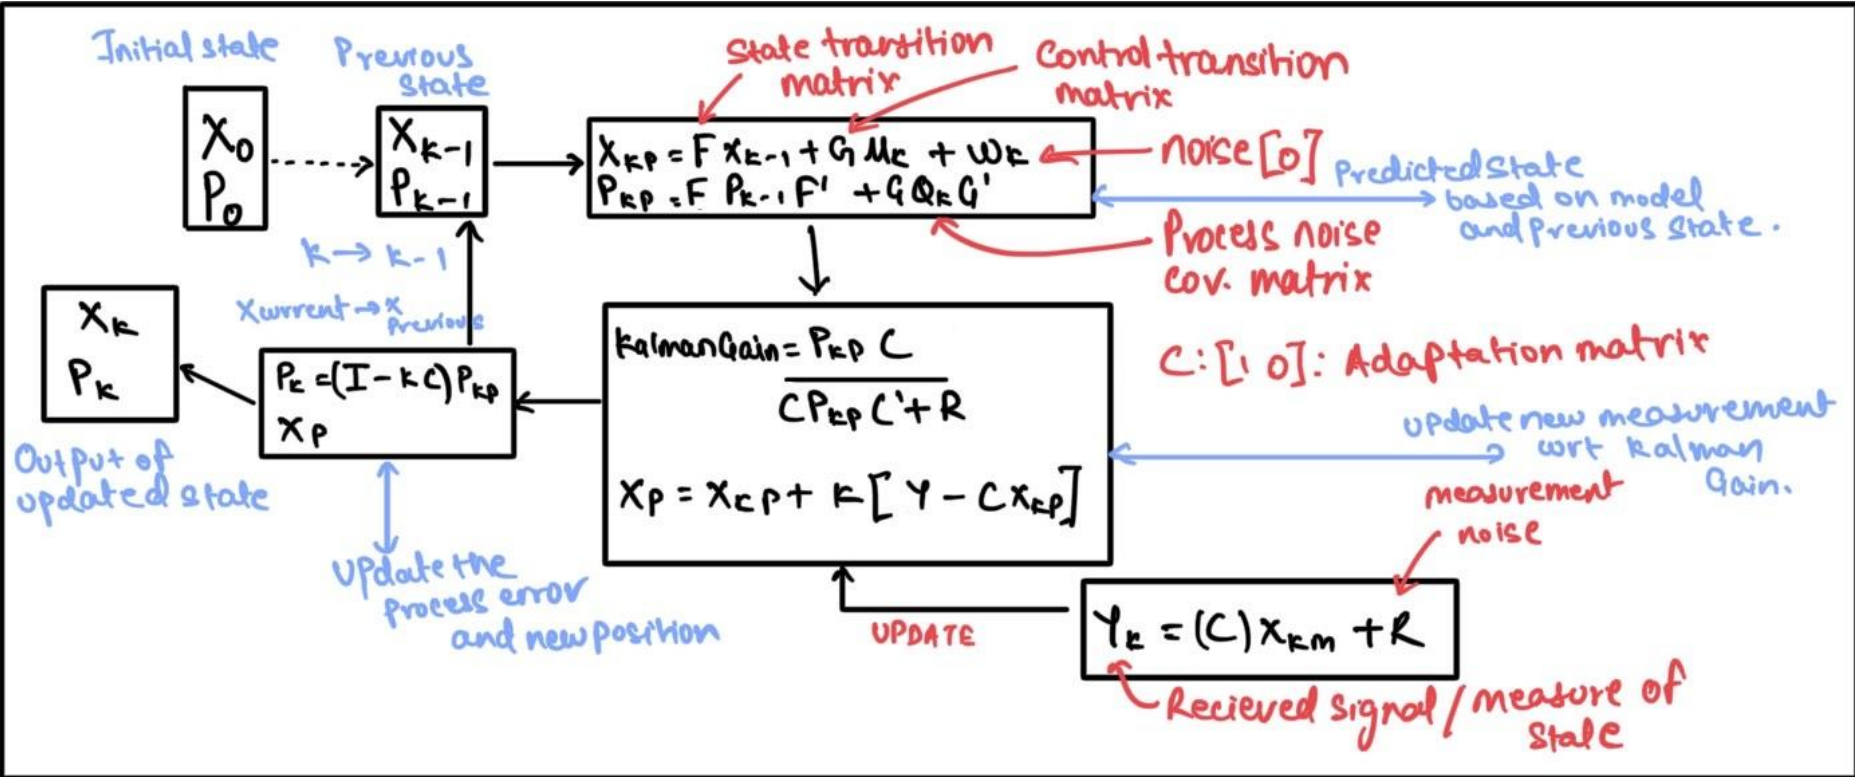 Initial state
Previous
state
State transition
matrix
Control transition
matrix
X₀
P₀
Xₖ₋₁
Pₖ₋₁
Xₖₚ = F Xₖ₋₁ + G Uₖ + Wₖ
Pₖₚ = F Pₖ₋₁ F' + G Qₖ G'
noise [0]
Predicted state
based on model
and previous state.
Process noise
cov. matrix
k → k-1
Xcurrent → X
previous
Xₖ
Pₖ
Output of
updated state
Pₖ = (I - KC) Pₖₚ
Xₚ
Update the
process error
and new position
Kalman Gain = Pₖₚ C
CPₖₚ C' + R
Xₚ = Xₖₚ + K [ Y - C Xₖₚ ]
C : [1 0] : Adaptation matrix
update new measurement
wrt Kalman
Gain.
measurement
noise
UPDATE
Yₖ = (C) Xₖₘ + R
Recieved signal / measure of
state